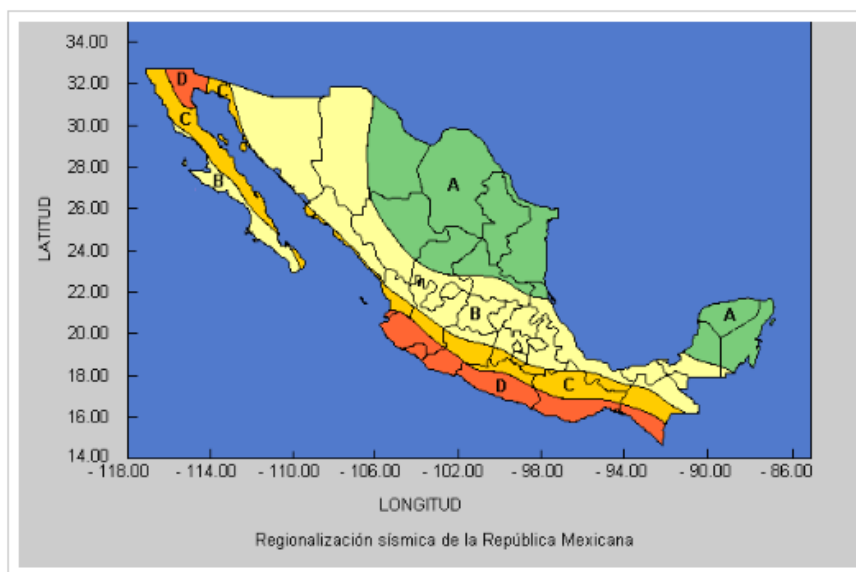 34.00
32.00
30.00
28.00
26.00
24.00
22.00
20.00
18.00
16.00
14.00
LATITUD
D
C
C
B
A
A
B
D
C
- 118.00 - 114.00 - 110.00 - 106.00 - 102.00 - 98.00 - 94.00 - 90.00 - 86.00
LONGITUD
Regionalización sísmica de la República Mexicana